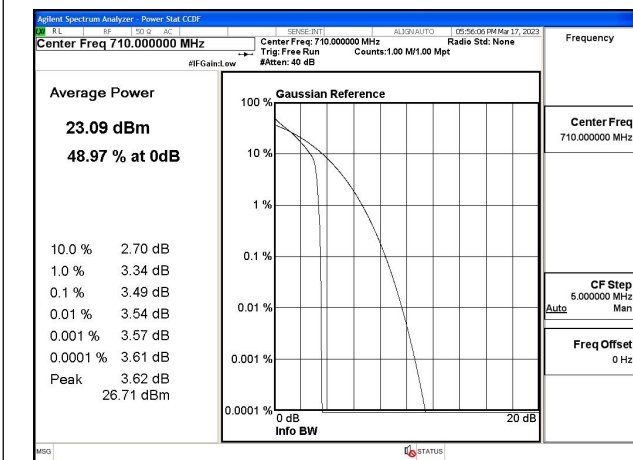 Agilent Spectrum Analyzer - Power Stat CCDF
LXI RL RF 50 Ω AC SENSE:INT ALIGN AUTO 05:56:06 PM Mar 17, 2023
Center Freq 710.000000 MHz
Center Freq: 710.000000 MHz Radio Std: None
Trig: Free Run Counts:1.00 M/1.00 Mpt
#IFGain:Low #Atten: 40 dB
Frequency
Average Power
23.09 dBm
48.97 % at 0dB
10.0 % 2.70 dB
1.0 % 3.34 dB
0.1 % 3.49 dB
0.01 % 3.54 dB
0.001 % 3.57 dB
0.0001 % 3.61 dB
Peak 3.62 dB
26.71 dBm
Gaussian Reference
100 %
10 %
1 %
0.1 %
0.01 %
0.001 %
0.0001 %
0 dB 20 dB
Info BW
Center Freq
710.000000 MHz
CF Step
5.000000 MHz
Auto Man
Freq Offset
0 Hz
MSG STATUS